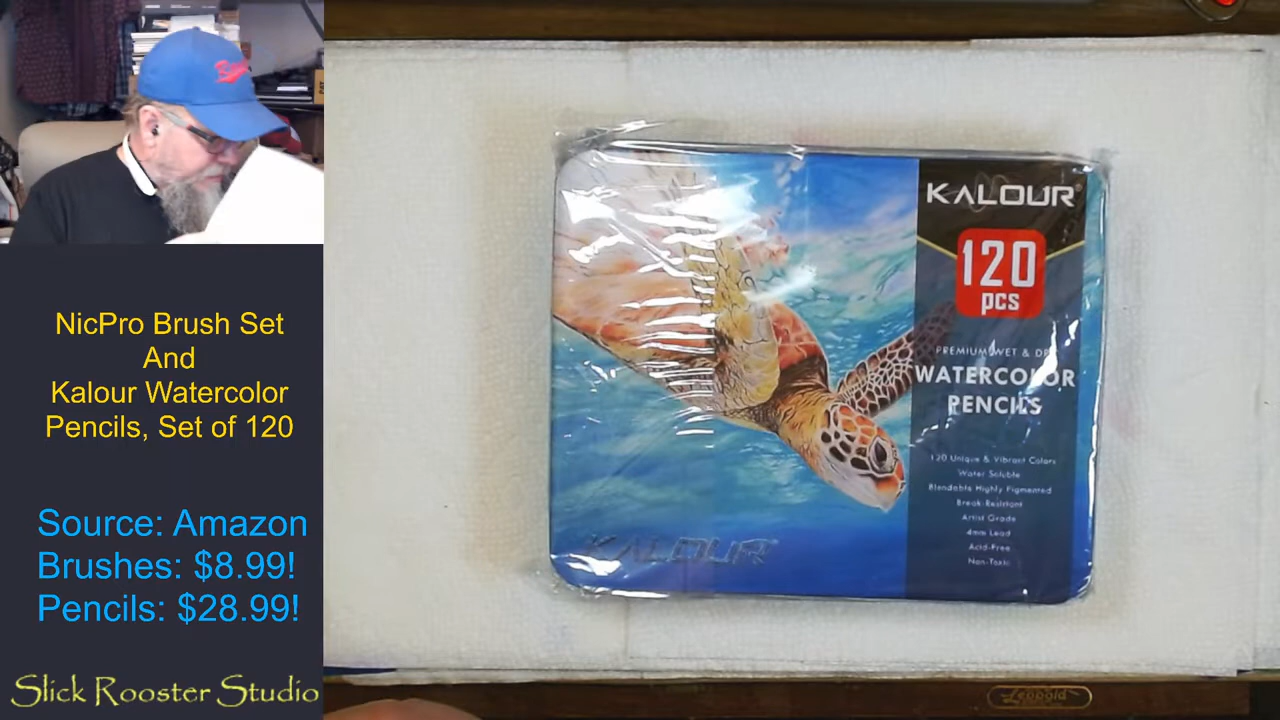 NicPro Brush Set
And
Kalour Watercolor
Pencils, Set of 120
Source: Amazon
Brushes: $8.99!
Pencils: $28.99!
Slick Rooster Studio
KALOUR
120
pcs
PREMIUM WET & DRY
WATERCOLOR
PENCILS
120 Unique & Vibrant Colors
Water Soluble
Blendable Highly Pigmented
Break-Resistant
Artist Grade
4mm Lead
Acid-Free
Non-Toxic
KALOUR
Leopold